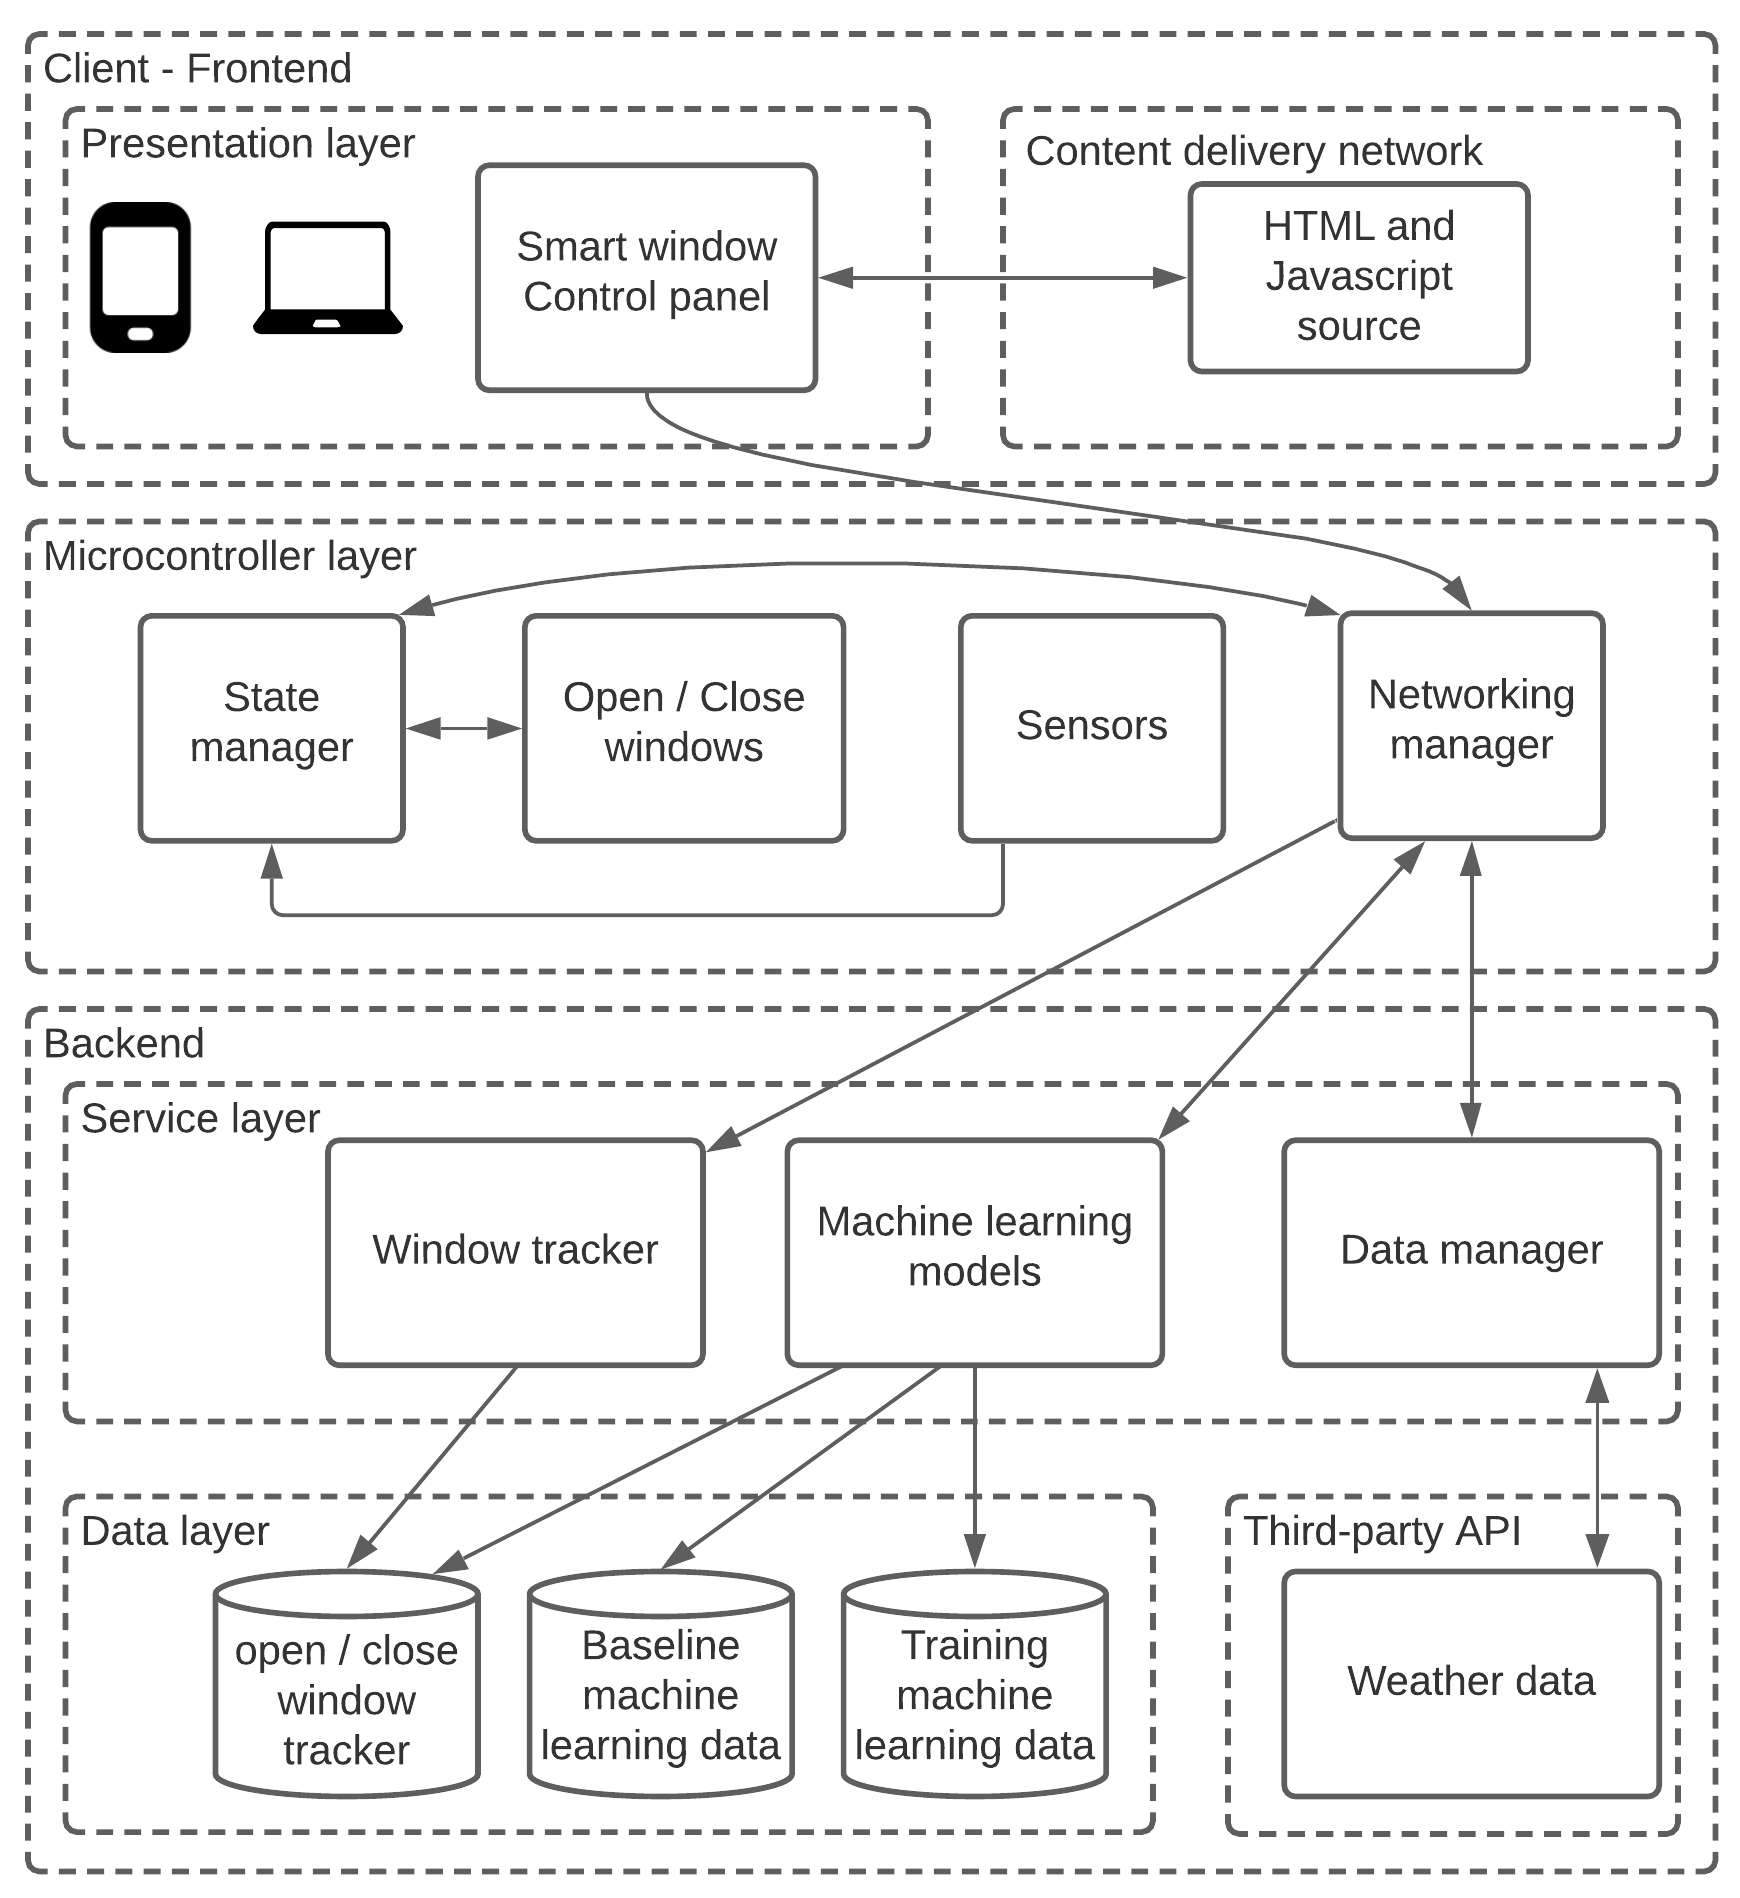 Client - Frontend
Presentation layer
Smart window
Control panel
Content delivery network
HTML and
Javascript
source
Microcontroller layer
State
manager
Open / Close
windows
Sensors
Networking
manager
Backend
Service layer
Window tracker
Machine learning
models
Data manager
Data layer
open / close
window
tracker
Baseline
machine
learning data
Training
machine
learning data
Third-party API
Weather data